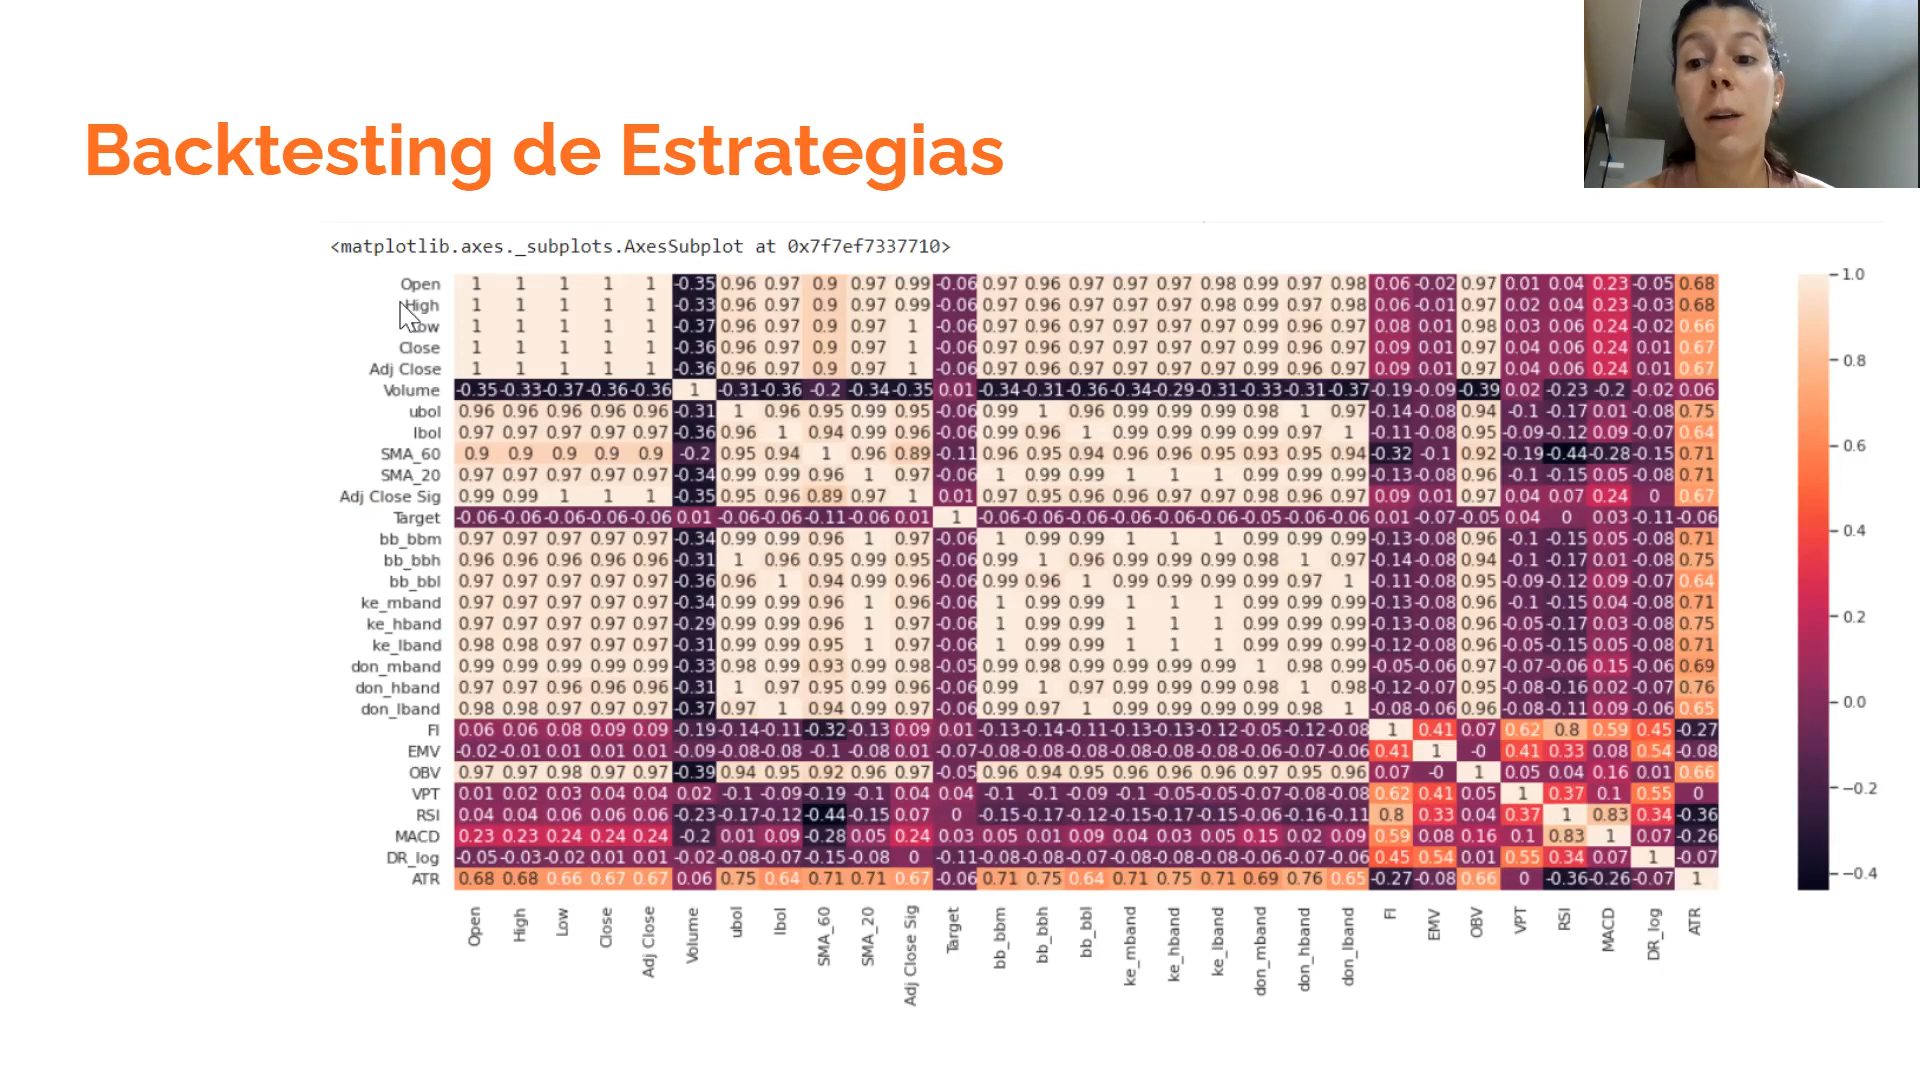 Backtesting de Estrategias
<matplotlib.axes._subplots.AxesSubplot at 0x7f7ef7337710>
Open 1 1 1 1 1 -0.35 0.96 0.97 0.9 0.97 0.99 -0.06 0.97 0.96 0.97 0.97 0.97 0.98 0.99 0.97 0.98 0.06 -0.02 0.97 0.01 0.04 0.23 -0.05 0.68
High 1 1 1 1 1 -0.33 0.96 0.97 0.9 0.97 0.99 -0.06 0.97 0.96 0.97 0.97 0.97 0.98 0.99 0.97 0.98 0.06 -0.01 0.97 0.02 0.04 0.23 -0.03 0.68
Low 1 1 1 1 1 -0.37 0.96 0.97 0.9 0.97 1 -0.06 0.97 0.96 0.97 0.97 0.97 0.97 0.99 0.96 0.97 0.08 0.01 0.98 0.03 0.06 0.24 -0.02 0.66
Close 1 1 1 1 1 -0.36 0.96 0.97 0.9 0.97 1 -0.06 0.97 0.96 0.97 0.97 0.97 0.97 0.99 0.96 0.97 0.09 0.01 0.97 0.04 0.06 0.24 0.01 0.67
Adj Close 1 1 1 1 1 -0.36 0.96 0.97 0.9 0.97 1 -0.06 0.97 0.96 0.97 0.97 0.97 0.97 0.99 0.96 0.97 0.09 0.01 0.97 0.04 0.06 0.24 0.01 0.67
Volume -0.35 -0.33 -0.37 -0.36 -0.36 1 -0.31 -0.36 -0.2 -0.34 -0.35 0.01 -0.34 -0.31 -0.36 -0.34 -0.29 -0.31 -0.33 -0.31 -0.37 -0.19 -0.09 -0.39 0.02 -0.23 -0.2 -0.02 0.06
ubol 0.96 0.96 0.96 0.96 0.96 -0.31 1 0.96 0.95 0.99 0.95 -0.06 0.99 1 0.96 0.99 0.99 0.99 0.98 1 0.97 -0.14 -0.08 0.94 -0.1 -0.17 0.01 -0.08 0.75
lbol 0.97 0.97 0.97 0.97 0.97 -0.36 0.96 1 0.94 0.99 0.96 -0.06 0.99 0.96 1 0.99 0.99 0.99 0.99 0.97 1 -0.11 -0.08 0.95 -0.09 -0.12 0.09 -0.07 0.64
SMA_60 0.9 0.9 0.9 0.9 0.9 -0.2 0.95 0.94 1 0.96 0.89 -0.11 0.96 0.95 0.94 0.96 0.96 0.95 0.93 0.95 0.94 -0.32 -0.1 0.92 -0.19 -0.44 -0.28 -0.15 0.71
SMA_20 0.97 0.97 0.97 0.97 0.97 -0.34 0.99 0.99 0.96 1 0.97 -0.06 1 0.99 0.99 1 1 1 0.99 0.99 0.99 -0.13 -0.08 0.96 -0.1 -0.15 0.05 -0.08 0.71
Adj Close Sig 0.99 0.99 1 1 1 -0.35 0.95 0.96 0.89 0.97 1 0.01 0.97 0.95 0.96 0.96 0.97 0.97 0.98 0.96 0.97 0.09 0.01 0.97 0.04 0.07 0.24 0 0.67
Target -0.06 -0.06 -0.06 -0.06 -0.06 0.01 -0.06 -0.06 -0.11 -0.06 0.01 1 -0.06 -0.06 -0.06 -0.06 -0.06 -0.06 -0.05 -0.06 -0.06 0.01 -0.07 -0.05 0.04 0 0.03 -0.11 -0.06
bb_bbm 0.97 0.97 0.97 0.97 0.97 -0.34 0.99 0.99 0.96 1 0.97 -0.06 1 0.99 0.99 1 1 1 0.99 0.99 0.99 -0.13 -0.08 0.96 -0.1 -0.15 0.05 -0.08 0.71
bb_bbh 0.96 0.96 0.96 0.96 0.96 -0.31 1 0.96 0.95 0.99 0.95 -0.06 0.99 1 0.96 0.99 0.99 0.99 0.98 1 0.97 -0.14 -0.08 0.94 -0.1 -0.17 0.01 -0.08 0.75
bb_bbl 0.97 0.97 0.97 0.97 0.97 -0.36 0.96 1 0.94 0.99 0.96 -0.06 0.99 0.96 1 0.99 0.99 0.99 0.99 0.97 1 -0.11 -0.08 0.95 -0.09 -0.12 0.09 -0.07 0.64
ke_mband 0.97 0.97 0.97 0.97 0.97 -0.34 0.99 0.99 0.96 1 0.96 -0.06 1 0.99 0.99 1 1 1 0.99 0.99 0.99 -0.13 -0.08 0.96 -0.1 -0.15 0.04 -0.08 0.71
ke_hband 0.97 0.97 0.97 0.97 0.97 -0.29 0.99 0.99 0.96 1 0.97 -0.06 1 0.99 0.99 1 1 1 0.99 0.99 0.99 -0.13 -0.08 0.96 -0.05 -0.17 0.03 -0.08 0.75
ke_lband 0.98 0.98 0.97 0.97 0.97 -0.31 0.99 0.99 0.95 1 0.97 -0.06 1 0.99 0.99 1 1 1 0.99 0.99 0.99 -0.12 -0.08 0.96 -0.05 -0.15 0.05 -0.08 0.71
don_mband 0.99 0.99 0.99 0.99 0.99 -0.33 0.98 0.99 0.93 0.99 0.98 -0.05 0.99 0.98 0.99 0.99 0.99 0.99 1 0.98 0.99 -0.05 -0.06 0.97 -0.07 -0.06 0.15 -0.06 0.69
don_hband 0.97 0.97 0.96 0.96 0.96 -0.31 1 0.97 0.95 0.99 0.96 -0.06 0.99 1 0.97 0.99 0.99 0.99 0.98 1 0.98 -0.12 -0.07 0.95 -0.08 -0.16 0.02 -0.07 0.76
don_lband 0.98 0.98 0.97 0.97 0.97 -0.37 0.97 1 0.94 0.99 0.97 -0.06 0.99 0.97 1 0.99 0.99 0.99 0.99 0.98 1 -0.08 -0.06 0.96 -0.08 -0.11 0.09 -0.06 0.65
FI 0.06 0.06 0.08 0.09 0.09 -0.19 -0.14 -0.11 -0.32 -0.13 0.09 0.01 -0.13 -0.14 -0.11 -0.13 -0.13 -0.12 -0.05 -0.12 -0.08 1 0.41 0.07 0.62 0.8 0.59 0.45 -0.27
EMV -0.02 -0.01 0.01 0.01 0.01 -0.09 -0.08 -0.08 -0.1 -0.08 0.01 -0.07 -0.08 -0.08 -0.08 -0.08 -0.08 -0.08 -0.06 -0.07 -0.06 0.41 1 -0 0.41 0.33 0.08 0.54 -0.08
OBV 0.97 0.97 0.98 0.97 0.97 -0.39 0.94 0.95 0.92 0.96 0.97 -0.05 0.96 0.94 0.95 0.96 0.96 0.96 0.97 0.95 0.96 0.07 -0 1 0.05 0.04 0.16 0.01 0.66
VPT 0.01 0.02 0.03 0.04 0.04 0.02 -0.1 -0.09 -0.19 -0.1 0.04 0.04 -0.1 -0.1 -0.09 -0.1 -0.05 -0.05 -0.07 -0.08 -0.08 0.62 0.41 0.05 1 0.37 0.1 0.55 0
RSI 0.04 0.04 0.06 0.06 0.06 -0.23 -0.17 -0.12 -0.44 -0.15 0.07 0 -0.15 -0.17 -0.12 -0.15 -0.17 -0.15 -0.06 -0.16 -0.11 0.8 0.33 0.04 0.37 1 0.83 0.34 -0.36
MACD 0.23 0.23 0.24 0.24 0.24 -0.2 0.01 0.09 -0.28 0.05 0.24 0.03 0.05 0.01 0.09 0.04 0.03 0.05 0.15 0.02 0.09 0.59 0.08 0.16 0.1 0.83 1 0.07 -0.26
DR_log -0.05 -0.03 -0.02 0.01 0.01 -0.02 -0.08 -0.07 -0.15 -0.08 0 -0.11 -0.08 -0.08 -0.07 -0.08 -0.08 -0.08 -0.06 -0.07 -0.06 0.45 0.54 0.01 0.55 0.34 0.07 1 -0.07
ATR 0.68 0.68 0.66 0.67 0.67 0.06 0.75 0.64 0.71 0.71 0.67 -0.06 0.71 0.75 0.64 0.71 0.75 0.71 0.69 0.76 0.65 -0.27 -0.08 0.66 0 -0.36 -0.26 -0.07 1
Open High Low Close Adj Close Volume ubol lbol SMA_60 SMA_20 Adj Close Sig Target bb_bbm bb_bbh bb_bbl ke_mband ke_hband ke_lband don_mband don_hband don_lband FI EMV OBV VPT RSI MACD DR_log ATR
1.0
0.8
0.6
0.4
0.2
0.0
−0.2
−0.4